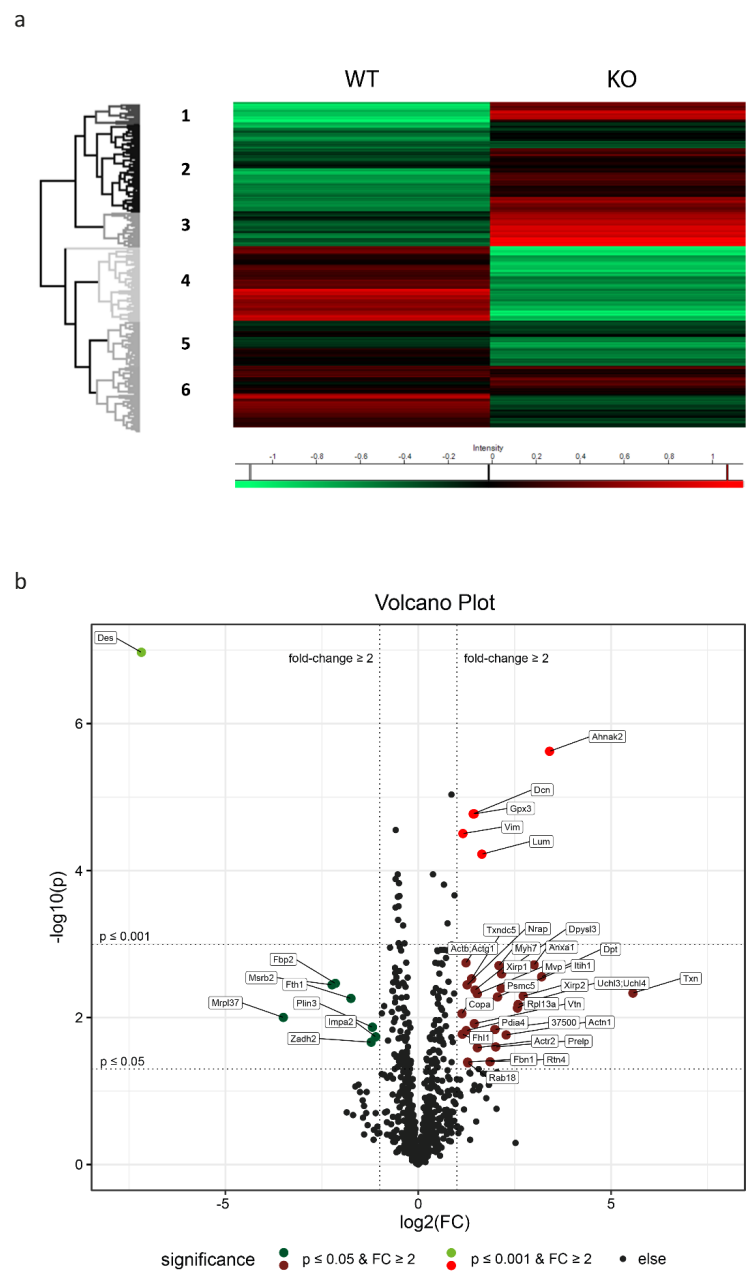 a
WT KO
1
2
3
4
5
6
Intensity
-1 -0.8 -0.6 -0.4 -0.2 0 0.2 0.4 0.6 0.8 1
b
Volcano Plot
Des
fold-change ≥ 2 fold-change ≥ 2
6
Ahnak2
Dcn
Gpx3
Vim
Lum
4
-log10(p)
p ≤ 0.001
Txndc5 Nrap Dpysl3
Actb;Actg1 Myh7 Anxa1 Dpt
Fbp2 Xirp1 Mvp Itih1
Msrb2 Fth1 Psmc5 Xirp2 Uchl3;Uchl4 Txn
Mrpl37 Plin3 Copa Rpl13a Vtn
2
Impa2 Pdia4 37500 Actn1
Zadh2 Fhl1 Actr2 Prelp
p ≤ 0.05 Fbn1 Rtn4
Rab18
0
-5 0 5
log2(FC)
significance p ≤ 0.05 & FC ≥ 2 p ≤ 0.001 & FC ≥ 2 else